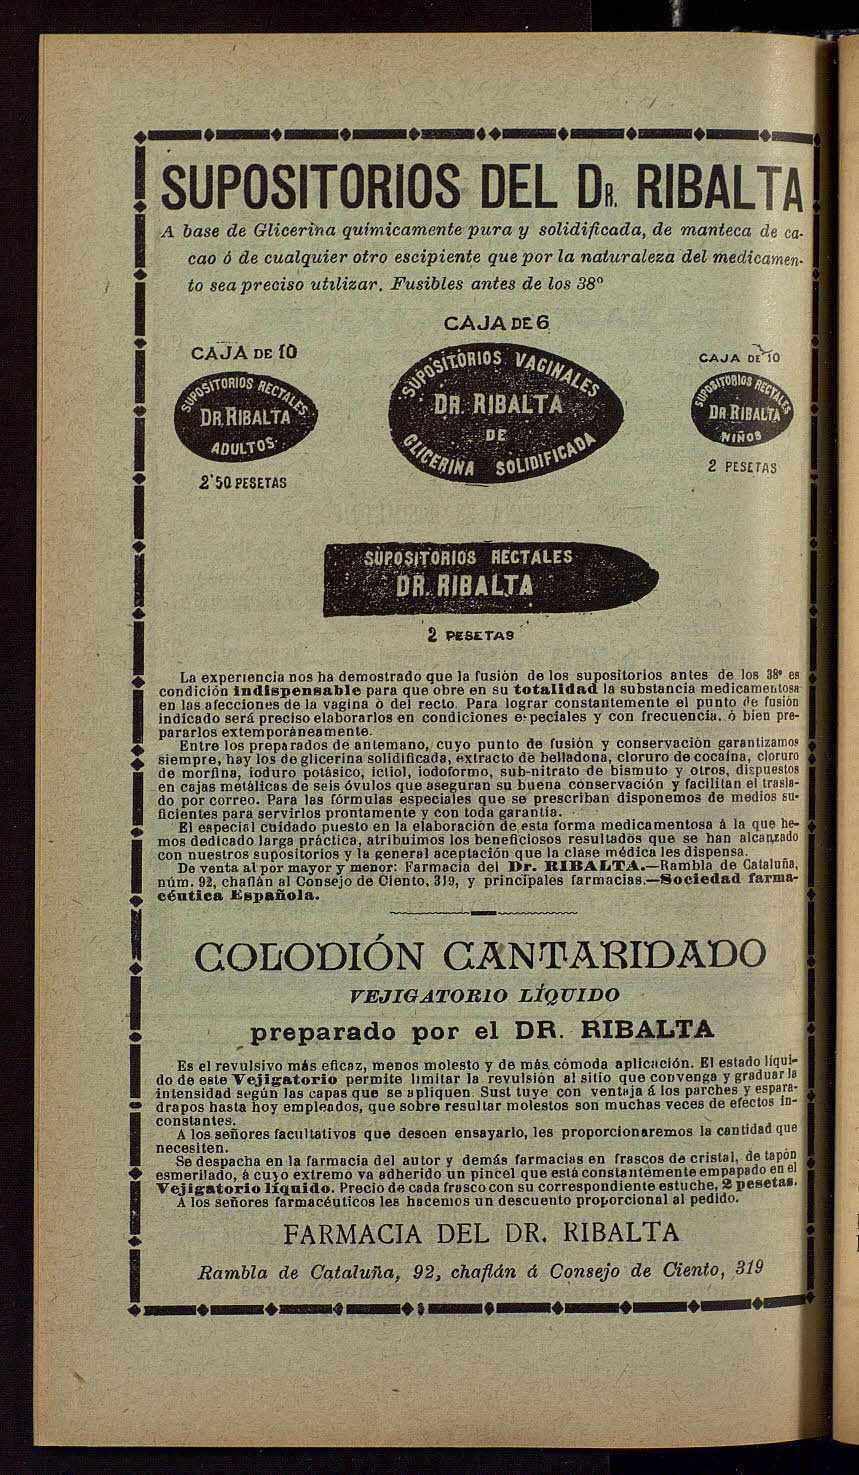 SUPOSITORIOS DEL DR. RIBALTA
A base de Glicerina químicamente pura y solidificada, de manteca de ca-
cao ó de cualquier otro escipiente que por la naturaleza del medicamen-
to sea preciso utilizar. Fusibles antes de los 38º
CAJA DE 10
SUPOSITORIOS RECTALES
DR. RIBALTA
ADULTOS
2'50 PESETAS
CAJA DE 6
SUPOSITORIOS VAGINALES
DR. RIBALTA
DE
GLICERINA SOLIDIFICADA
CAJA DE 10
SUPOSITORIOS RECTALES
DR RIBALTA
NIÑOS
2 PESETAS
SUPOSITORIOS RECTALES
DR. RIBALTA
2 PESETAS
La experiencia nos ha demostrado que la fusión de los supositorios antes de los 38º es
condición indispensable para que obre en su totalidad la substancia medicamentosa
en las afecciones de la vagina ó del recto. Para lograr constantemente el punto de fusión
indicado será preciso elaborarlos en condiciones e peciales y con frecuencia, ó bien pre-
pararlos extemporáneamente.
Entre los preparados de antemano, cuyo punto de fusión y conservación garantizamos
siempre, hay los de glicerina solidificada, extracto de belladona, cloruro de cocaína, cloruro
de morfina, ioduro potásico, ictiol, iodoformo, sub-nitrato de bismuto y otros, dispuestos
en cajas metálicas de seis óvulos que aseguran su buena conservación y facilitan el trasla-
do por correo. Para las fórmulas especiales que se prescriban disponemos de medios su-
ficientes para servirlos prontamente y con toda garantía.
El especial cuidado puesto en la elaboración de esta forma medicamentosa á la que he-
mos dedicado larga práctica, atribuimos los beneficiosos resultados que se han alcanzado
con nuestros supositorios y la general aceptación que la clase médica les dispensa.
De venta al por mayor y menor: Farmacia del Dr. RIBALTA.—Rambla de Cataluña,
núm. 92, chaflán al Consejo de Ciento, 319, y principales farmacias.—Sociedad farma-
céutica Española.
COLODIÓN CANTARIDADO
VEJIGATORIO LÍQUIDO
preparado por el DR. RIBALTA
Es el revulsivo más eficaz, menos molesto y de más cómoda aplicación. El estado líqui-
do de este Vejigatorio permite limitar la revulsión al sitio que convenga y graduar la
intensidad según las capas que se apliquen. Sust tuye con ventaja á los parches y espara-
drapos hasta hoy empleados, que sobre resultar molestos son muchas veces de efectos in-
constantes.
A los señores facultativos que deseen ensayarlo, les proporcionaremos la cantidad que
necesiten.
Se despacha en la farmacia del autor y demás farmacias en frascos de cristal, de tapón
esmerilado, á cuyo extremo va adherido un pincel que está constantemente empapado en el
Vejigatorio líquido. Precio de cada frasco con su correspondiente estuche, 2 pesetas.
A los señores farmacéuticos les hacemos un descuento proporcional al pedido.
FARMACIA DEL DR. RIBALTA
Rambla de Cataluña, 92, chaflán á Consejo de Ciento, 319